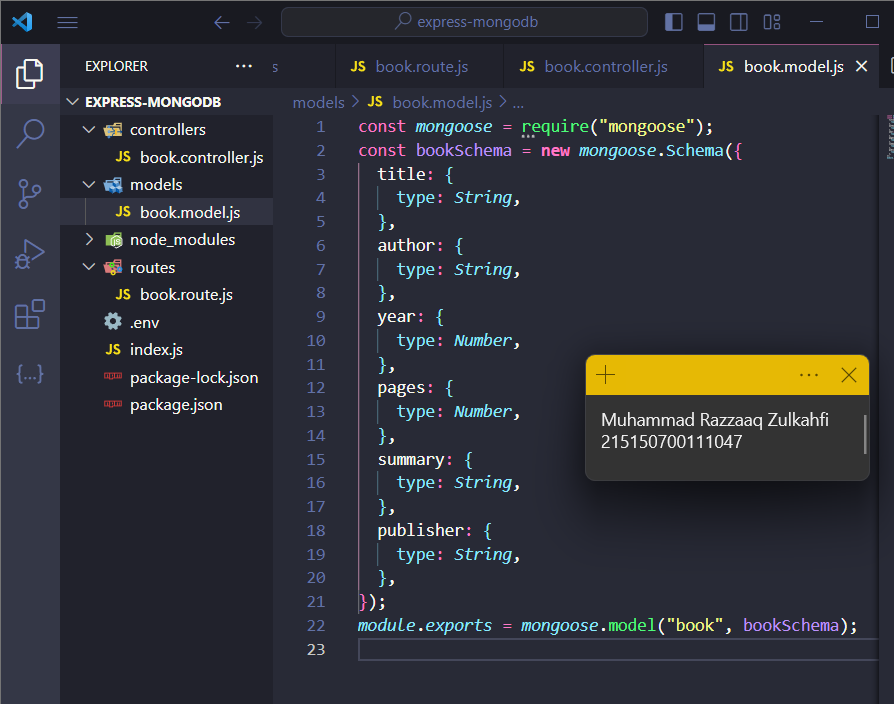 express-mongodb
EXPLORER
...
s
JS book.route.js
JS book.controller.js
JS book.model.js
EXPRESS-MONGODB
controllers
JS book.controller.js
models
JS book.model.js
node_modules
routes
JS book.route.js
.env
JS index.js
package-lock.json
package.json
models > JS book.model.js > ...
1 const mongoose = require("mongoose");
2 const bookSchema = new mongoose.Schema({
3 title: {
4 type: String,
5 },
6 author: {
7 type: String,
8 },
9 year: {
10 type: Number,
11 },
12 pages: {
13 type: Number,
14 },
15 summary: {
16 type: String,
17 },
18 publisher: {
19 type: String,
20 },
21 });
22 module.exports = mongoose.model("book", bookSchema);
23
Muhammad Razzaaq Zulkahfi
215150700111047